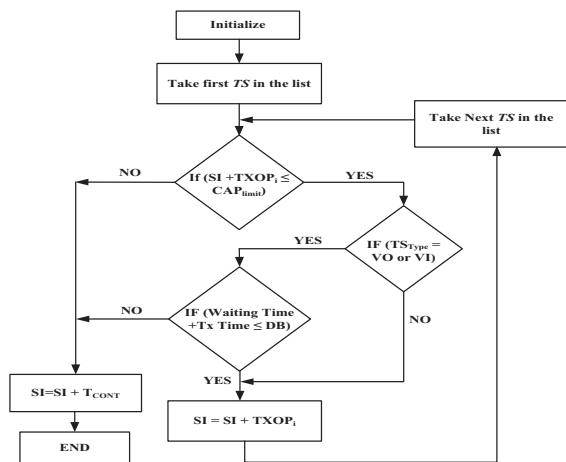 Initialize
Take first TS in the list
Take Next TS in the
list
NO
If (SI +TXOPi ≤
CAPlimit)
YES
YES
IF (TSType =
VO or VI)
NO
IF (Waiting Time
+Tx Time ≤ DB)
NO
YES
SI=SI + TCONT
SI = SI + TXOPi
END